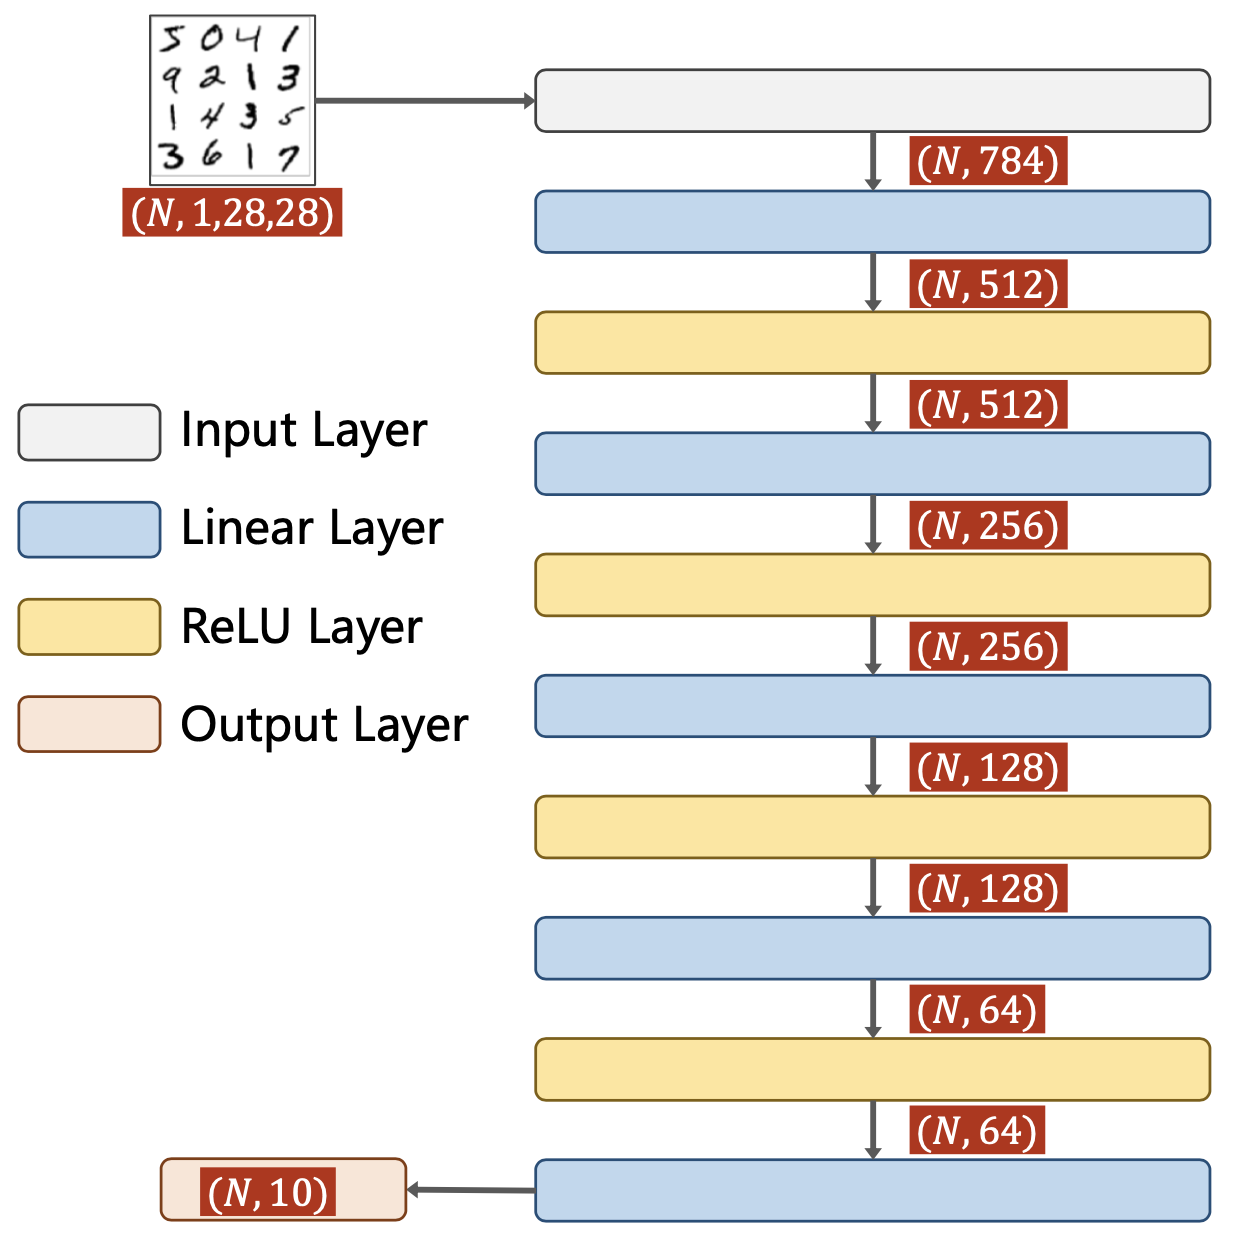 5 0 4 1
9 2 1 3
1 4 3 5
3 6 1 7
(N, 1,28,28)
(N, 784)
(N, 512)
(N, 512)
(N, 256)
(N, 256)
(N, 128)
(N, 128)
(N, 64)
(N, 64)
(N, 10)
Input Layer
Linear Layer
ReLU Layer
Output Layer